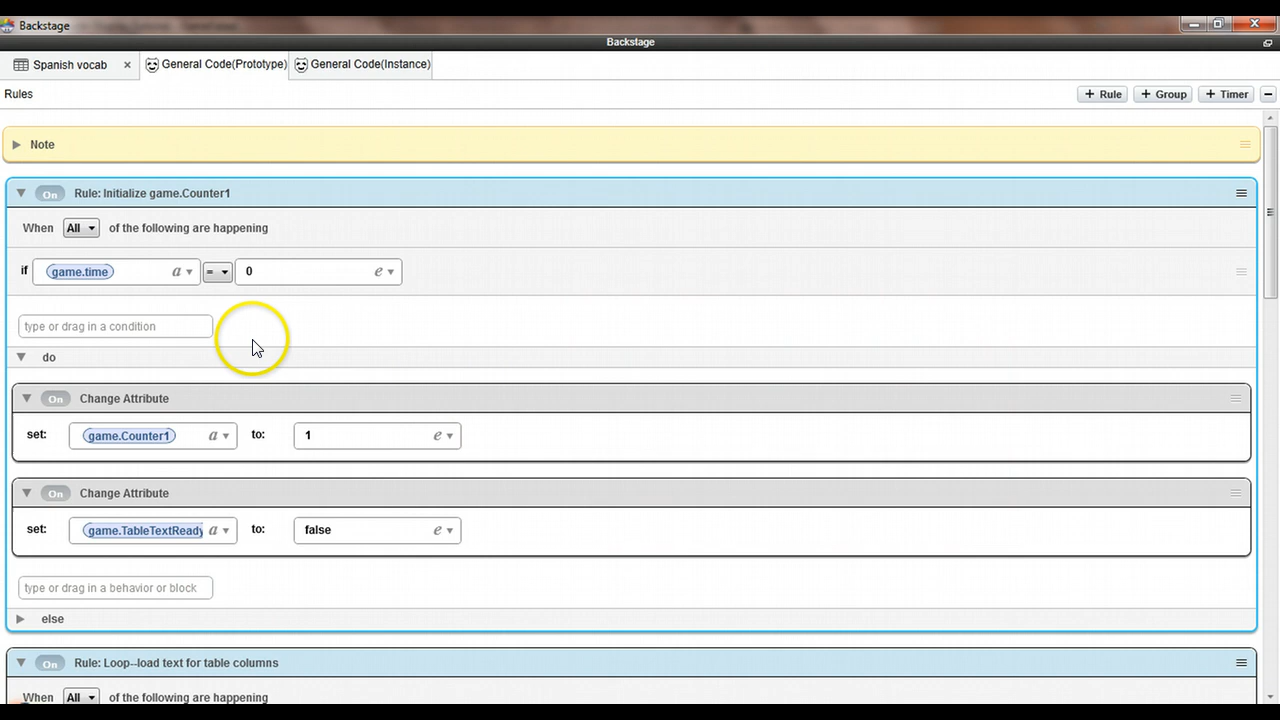 Backstage
Backstage
Spanish vocab × General Code(Prototype) General Code(Instance)
Rules + Rule + Group + Timer −
Note
On Rule: Initialize game.Counter1
When All of the following are happening
if game.time a = 0 e
type or drag in a condition
do
On Change Attribute
set: game.Counter1 a to: 1 e
On Change Attribute
set: game.TableTextReady a to: false e
type or drag in a behavior or block
else
On Rule: Loop--load text for table columns
When All of the following are happening